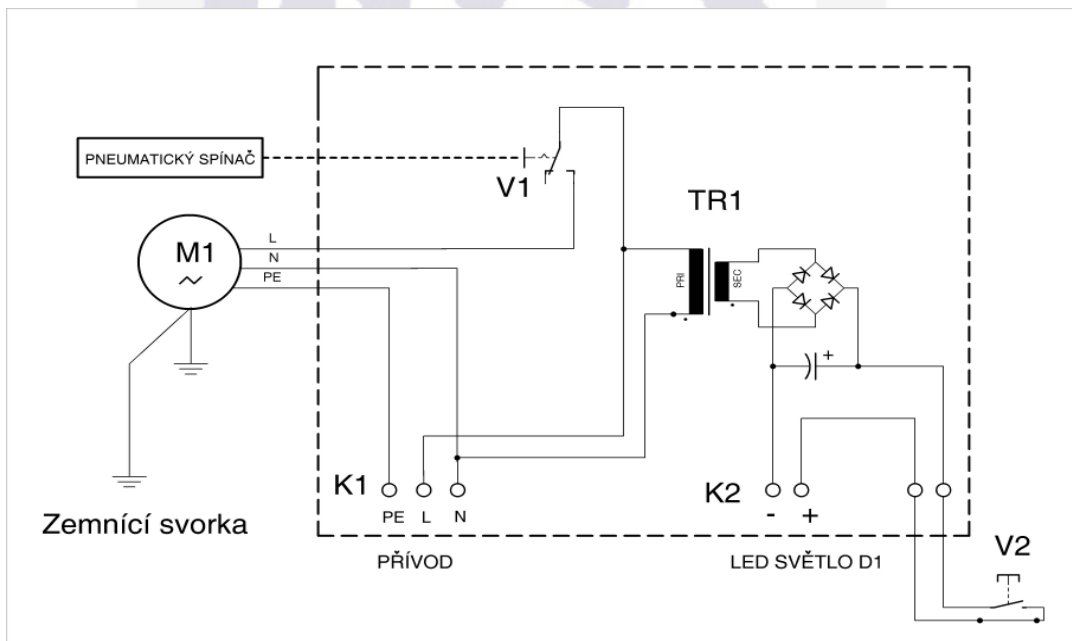 PNEUMATICKÝ SPÍNAČ
V1
TR1
M1
~
L
N
PE
PRI
SEC
+
K1
PE L N
K2
- +
Zemnící svorka
PŘÍVOD
LED SVĚTLO D1
V2